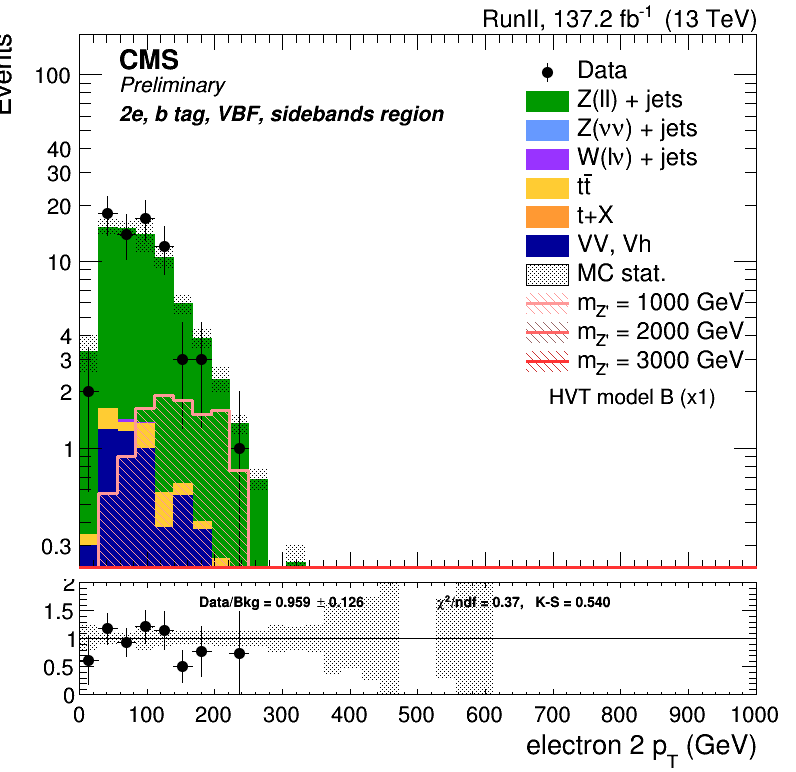 RunII, 137.2 fb⁻¹ (13 TeV)
Events
CMS
Preliminary
2e, b tag, VBF, sidebands region
Data
Z(ll) + jets
Z(νν) + jets
W(lν) + jets
tt̄
t+X
VV, Vh
MC stat.
m_Z' = 1000 GeV
m_Z' = 2000 GeV
m_Z' = 3000 GeV
HVT model B (x1)
100
40
30
20
10
4
3
2
1
0.3
Data/Bkg = 0.959 ± 0.126
χ²/ndf = 0.37, K-S = 0.540
2
1.5
1
0.5
0
0 100 200 300 400 500 600 700 800 900 1000
electron 2 p_T (GeV)